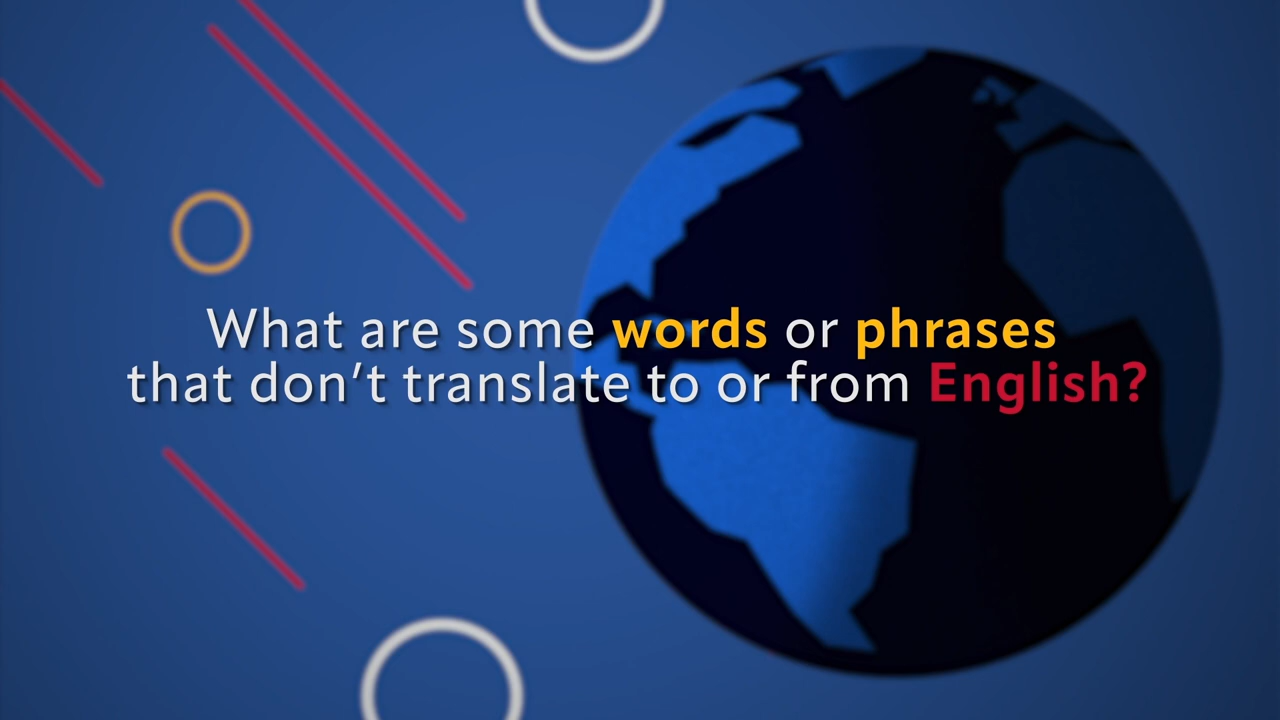 What are some words or phrases
that don’t translate to or from English?